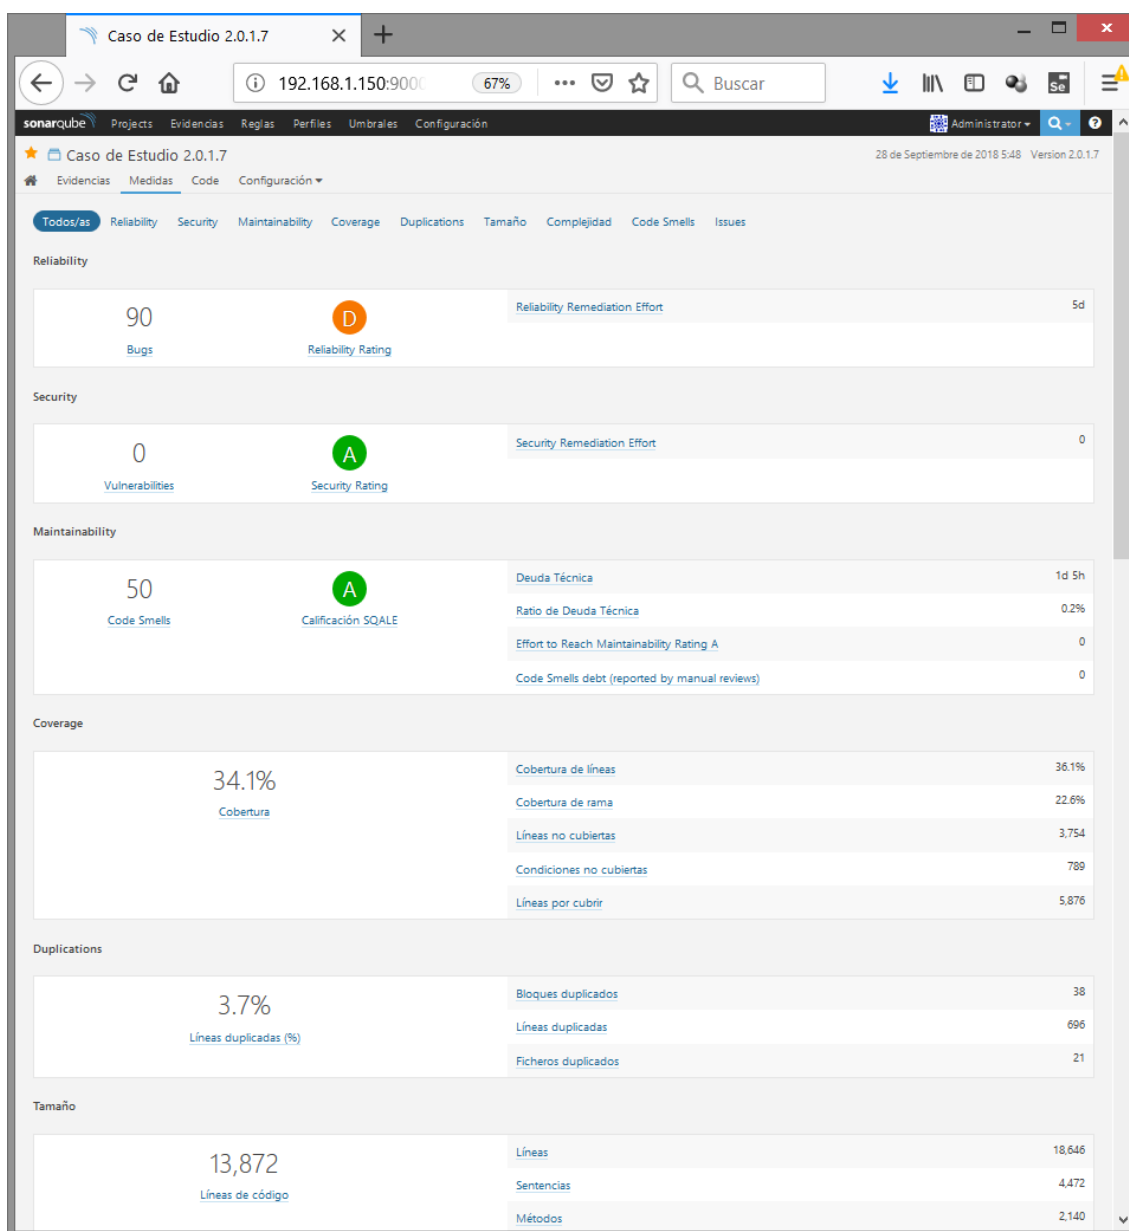 Caso de Estudio 2.0.1.7
192.168.1.150:900
67%
Buscar
Se
sonarqube Projects Evidencias Reglas Perfiles Umbrales Configuración Administrator
Caso de Estudio 2.0.1.7 28 de Septiembre de 2018 5:48 Version 2.0.1.7
Evidencias Medidas Code Configuración
Todos/as Reliability Security Maintainability Coverage Duplications Tamaño Complejidad Code Smells Issues
Reliability
90 D Reliability Remediation Effort 5d
Bugs Reliability Rating
Security
0 A Security Remediation Effort 0
Vulnerabilities Security Rating
Maintainability
50 A Deuda Técnica 1d 5h
Code Smells Calificación SQALE Ratio de Deuda Técnica 0.2%
Effort to Reach Maintainability Rating A 0
Code Smells debt (reported by manual reviews) 0
Coverage
34.1% Cobertura de líneas 36.1%
Cobertura Cobertura de rama 22.6%
Líneas no cubiertas 3,754
Condiciones no cubiertas 789
Líneas por cubrir 5,876
Duplications
3.7% Bloques duplicados 38
Líneas duplicadas (%) Líneas duplicadas 696
Ficheros duplicados 21
Tamaño
13,872 Líneas 18,646
Líneas de código Sentencias 4,472
Métodos 2,140